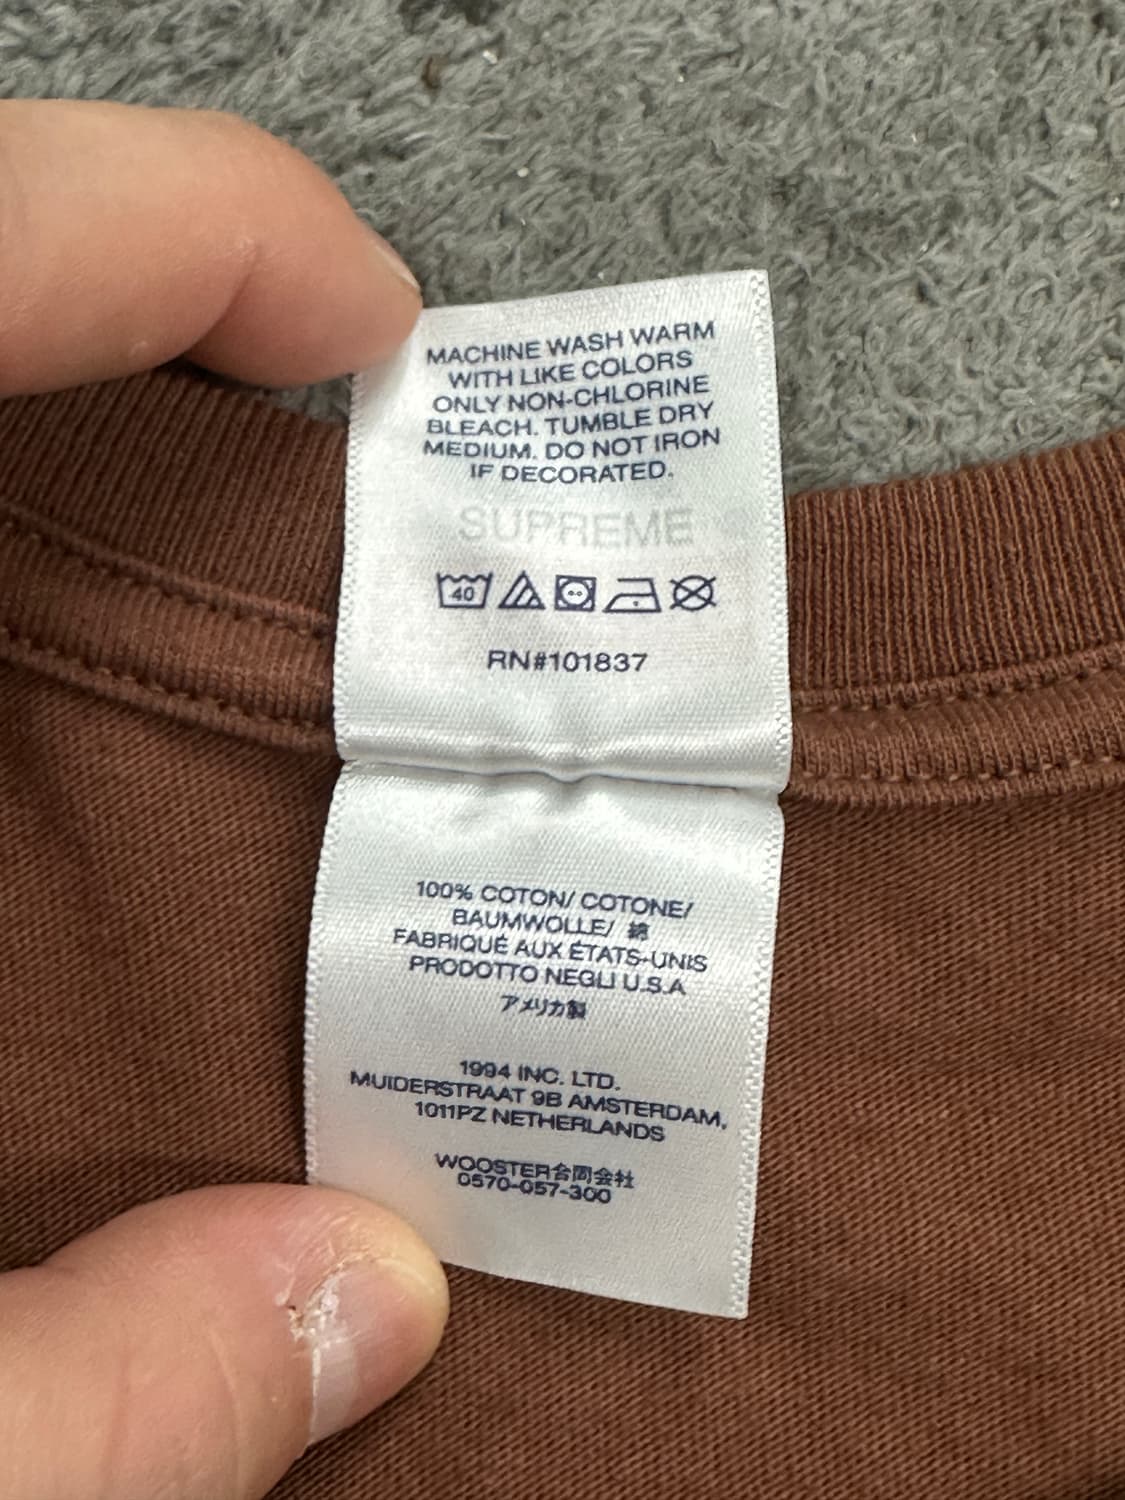 MACHINE WASH WARM
WITH LIKE COLORS
ONLY NON-CHLORINE
BLEACH. TUMBLE DRY
MEDIUM. DO NOT IRON
IF DECORATED.
SUPREME
40
RN#101837
100% COTON/ COTONE/
BAUMWOLLE/ 綿
FABRIQUÉ AUX ÉTATS-UNIS
PRODOTTO NEGLI U.S.A
アメリカ製
1994 INC. LTD.
MUIDERSTRAAT 9B AMSTERDAM,
1011PZ NETHERLANDS
WOOSTER合同会社
0570-057-300